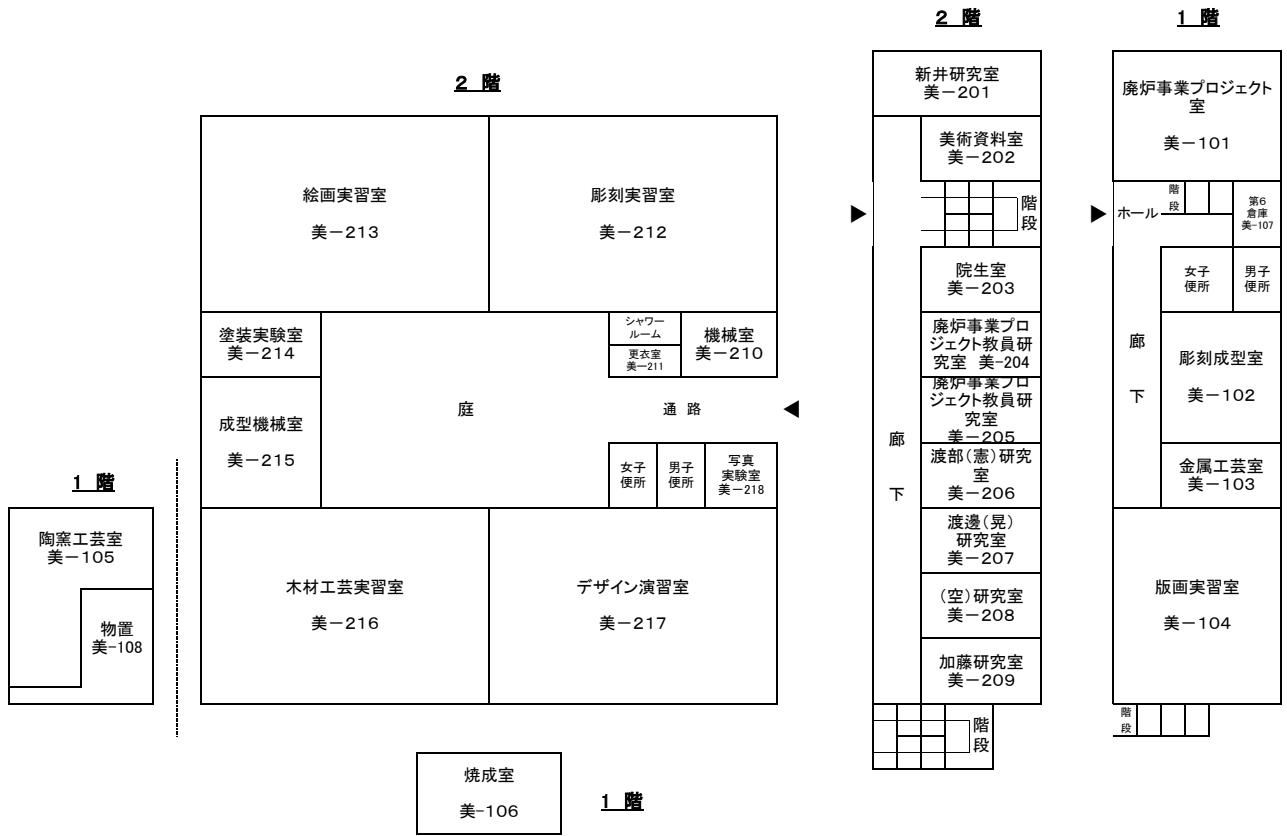 ２ 階
絵画実習室
美－213
彫刻実習室
美－212
塗装実験室
美－214
シャワー
ルーム
更衣室
美－211
機械室
美－210
成型機械室
美－215
庭
通 路
◀
女子
便所
男子
便所
写真
実験室
美－218
木材工芸実習室
美－216
デザイン演習室
美－217
１ 階
陶窯工芸室
美－105
物置
美-108
焼成室
美-106
１ 階
２ 階
新井研究室
美－201
美術資料室
美－202
▶
階
段
院生室
美－203
廃炉事業プロ
ジェクト教員研
究室 美-204
廃炉事業プロ
ジェクト教員研
究室
美－205
廊
下
渡部(憲)研究
室
美－206
渡邊(晃)
研究室
美－207
(空)研究室
美－208
加藤研究室
美－209
階
段
１ 階
廃炉事業プロジェクト
室
美－101
▶
ホール
階
段
第6
倉庫
美-107
女子
便所
男子
便所
廊
下
彫刻成型室
美－102
金属工芸室
美－103
版画実習室
美－104
階
段